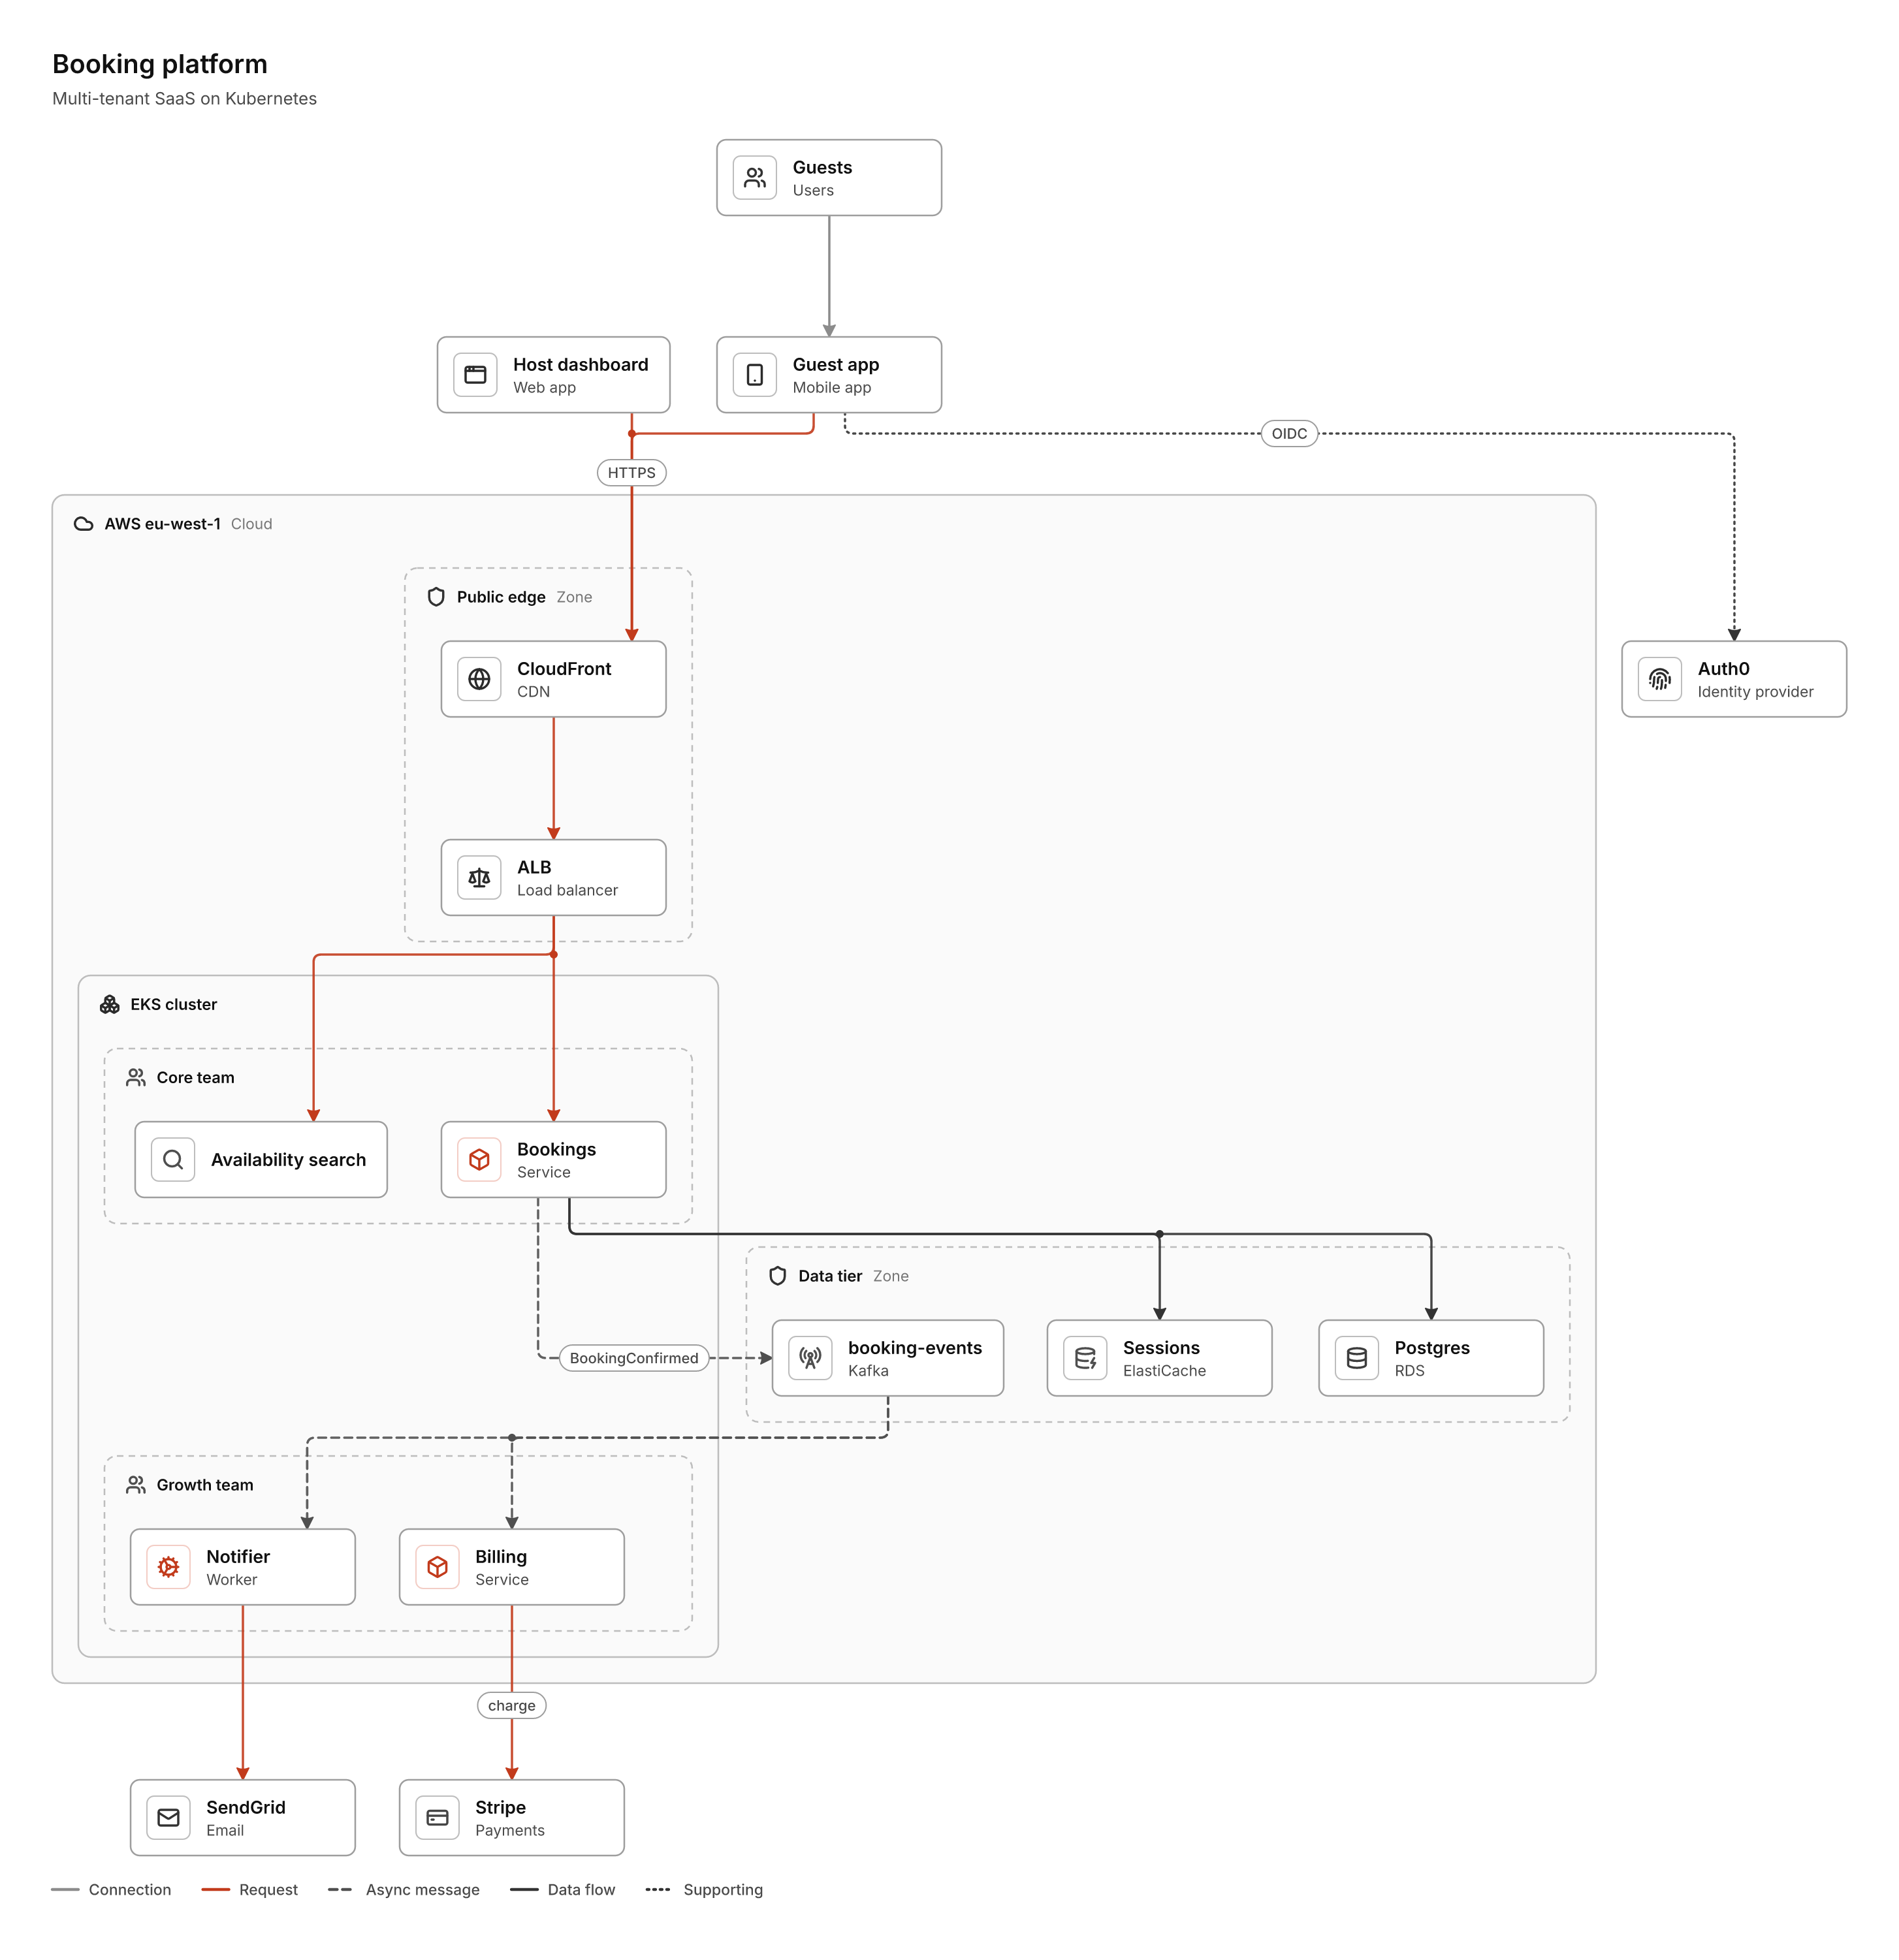 Booking platform
Multi-tenant SaaS on Kubernetes
Guests
Users
Host dashboard
Web app
Guest app
Mobile app
OIDC
HTTPS
AWS eu-west-1 Cloud
Public edge Zone
CloudFront
CDN
Auth0
Identity provider
ALB
Load balancer
EKS cluster
Core team
Availability search
Bookings
Service
Data tier Zone
BookingConfirmed
booking-events
Kafka
Sessions
ElastiCache
Postgres
RDS
Growth team
Notifier
Worker
Billing
Service
charge
SendGrid
Email
Stripe
Payments
Connection Request Async message Data flow Supporting